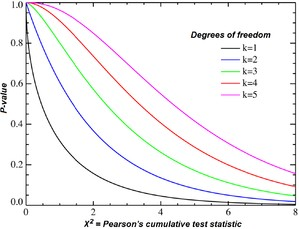 1.0
0.8
0.6
0.4
0.2
0.0
P-value
Degrees of freedom
k=1
k=2
k=3
k=4
k=5
0
2
4
6
8
χ² = Pearson's cumulative test statistic